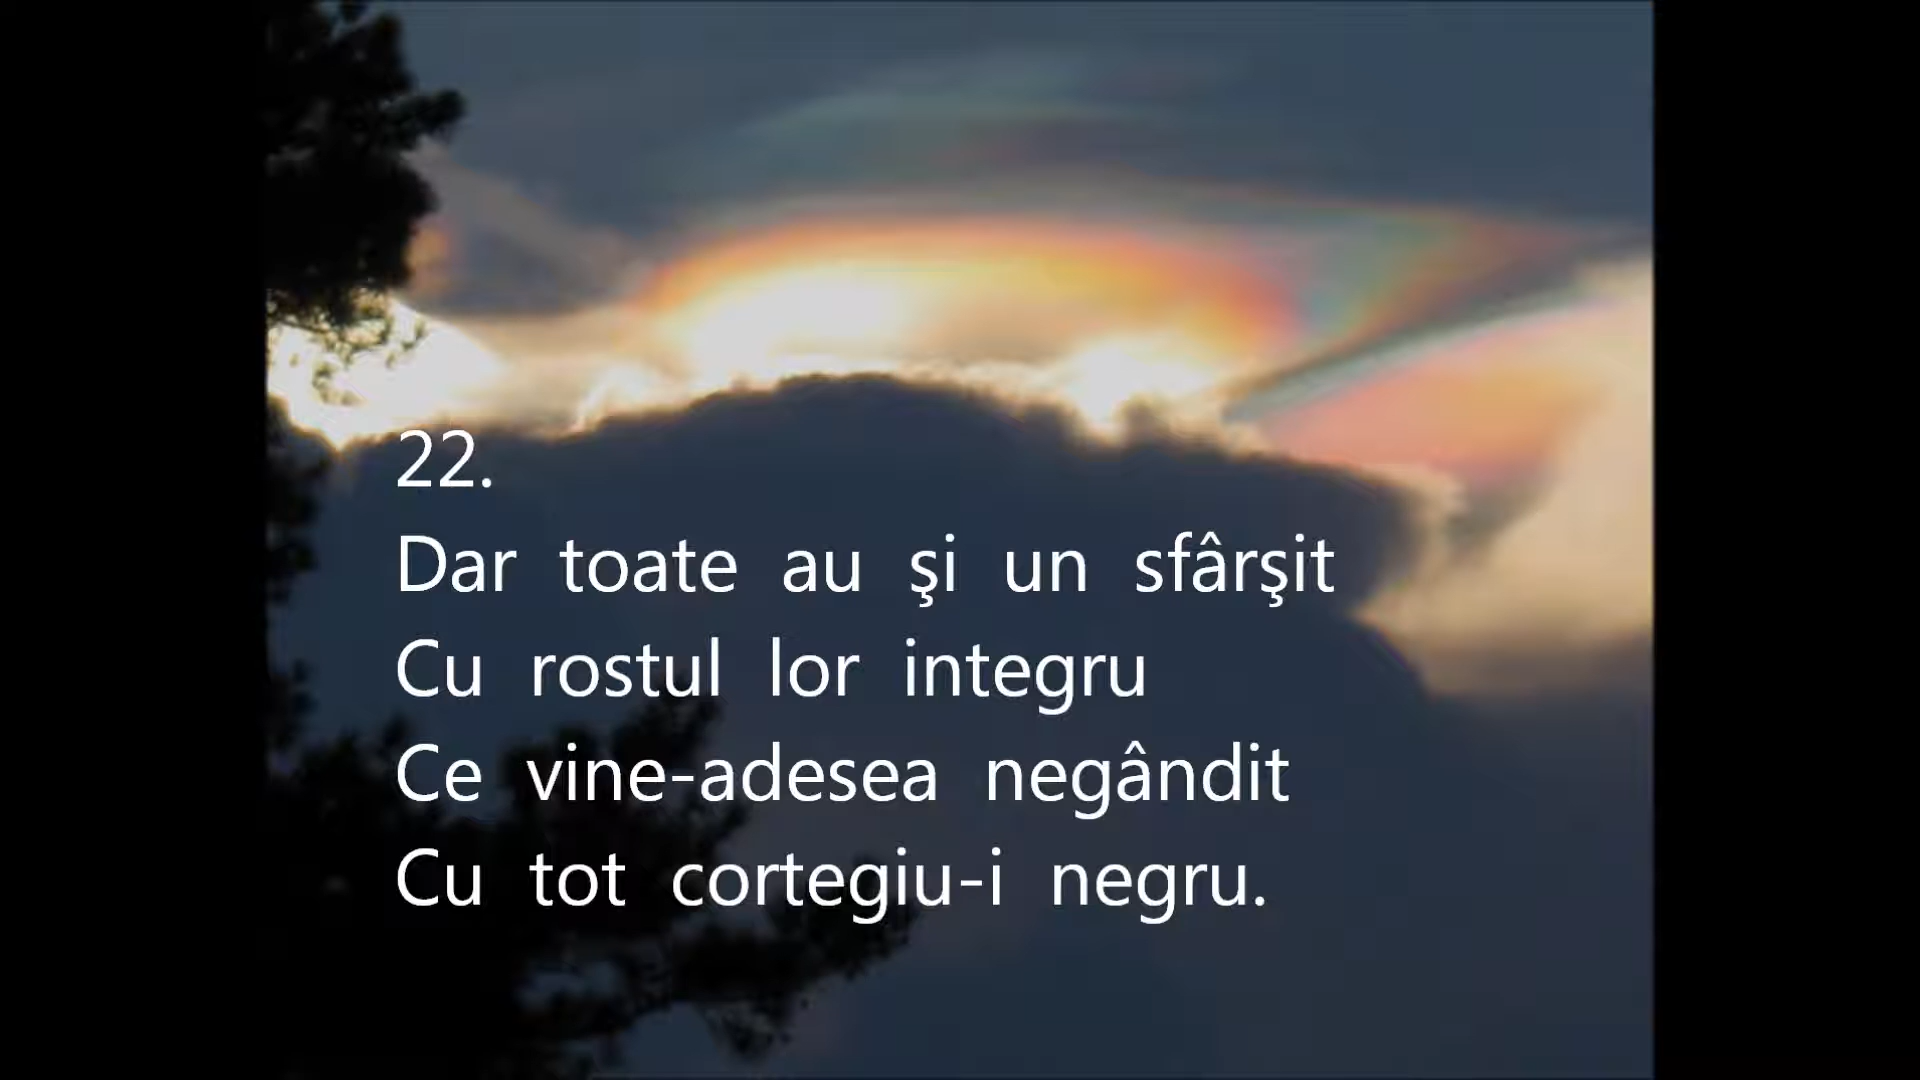 22.
Dar toate au şi un sfârşit
Cu rostul lor integru
Ce vine-adesea negândit
Cu tot cortegiu-i negru.